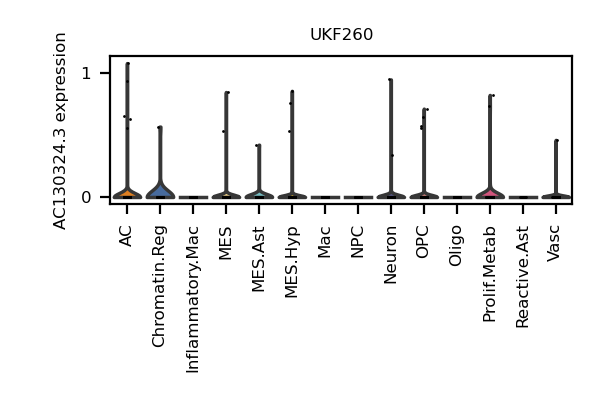 UKF260
AC130324.3 expression
1
0
AC
Chromatin.Reg
Inflammatory.Mac
MES
MES.Ast
MES.Hyp
Mac
NPC
Neuron
OPC
Oligo
Prolif.Metab
Reactive.Ast
Vasc